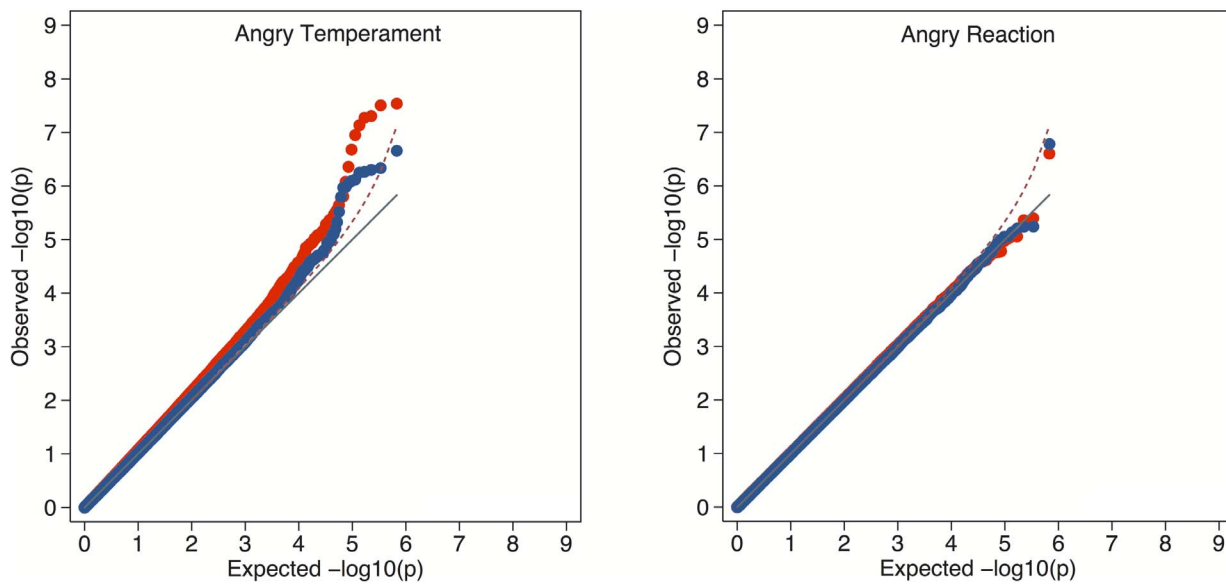 Angry Temperament
9
8
7
6
5
4
3
2
1
0
Observed −log10(p)
0 1 2 3 4 5 6 7 8 9
Expected −log10(p)
Angry Reaction
9
8
7
6
5
4
3
2
1
0
Observed −log10(p)
0 1 2 3 4 5 6 7 8 9
Expected −log10(p)